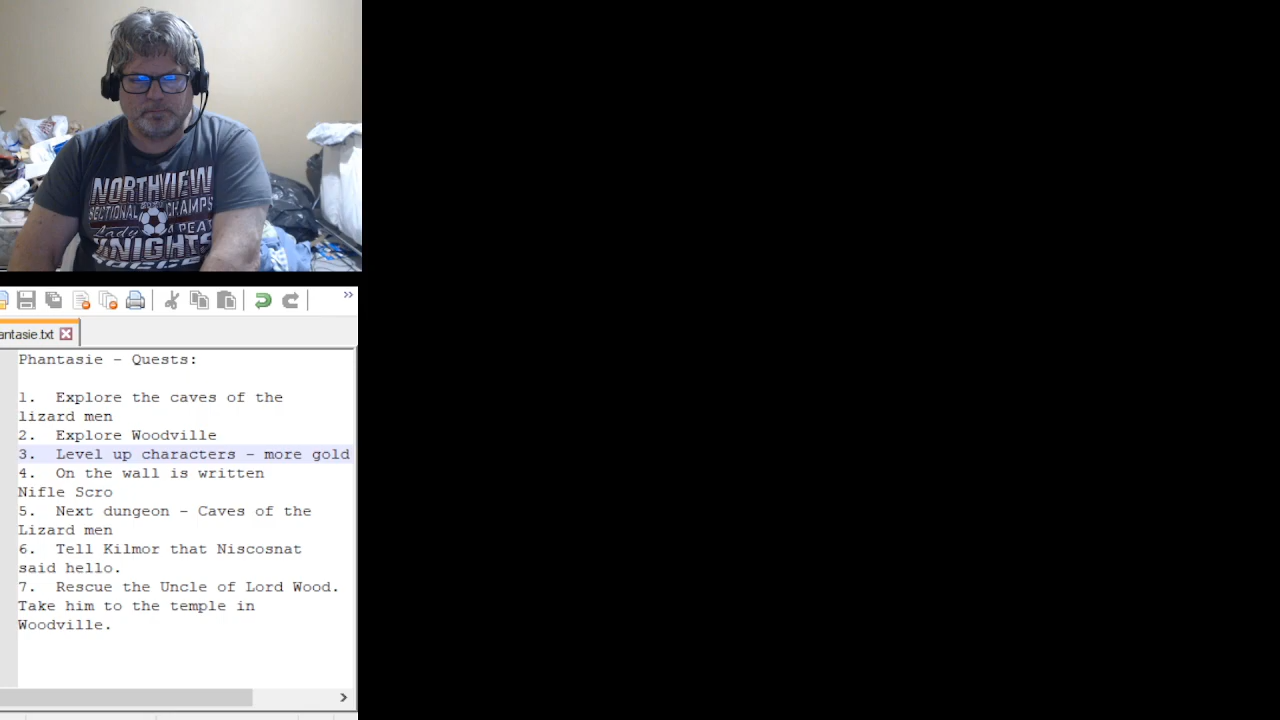 NORTHVIEW
SECTIONAL CHAMPS
Lady PEAT
KNIGHTS
antasie.txt
Phantasie - Quests:
1. Explore the caves of the
lizard men
2. Explore Woodville
3. Level up characters - more gold
4. On the wall is written
Nifle Scro
5. Next dungeon - Caves of the
Lizard men
6. Tell Kilmor that Niscosnat
said hello.
7. Rescue the Uncle of Lord Wood.
Take him to the temple in
Woodville.